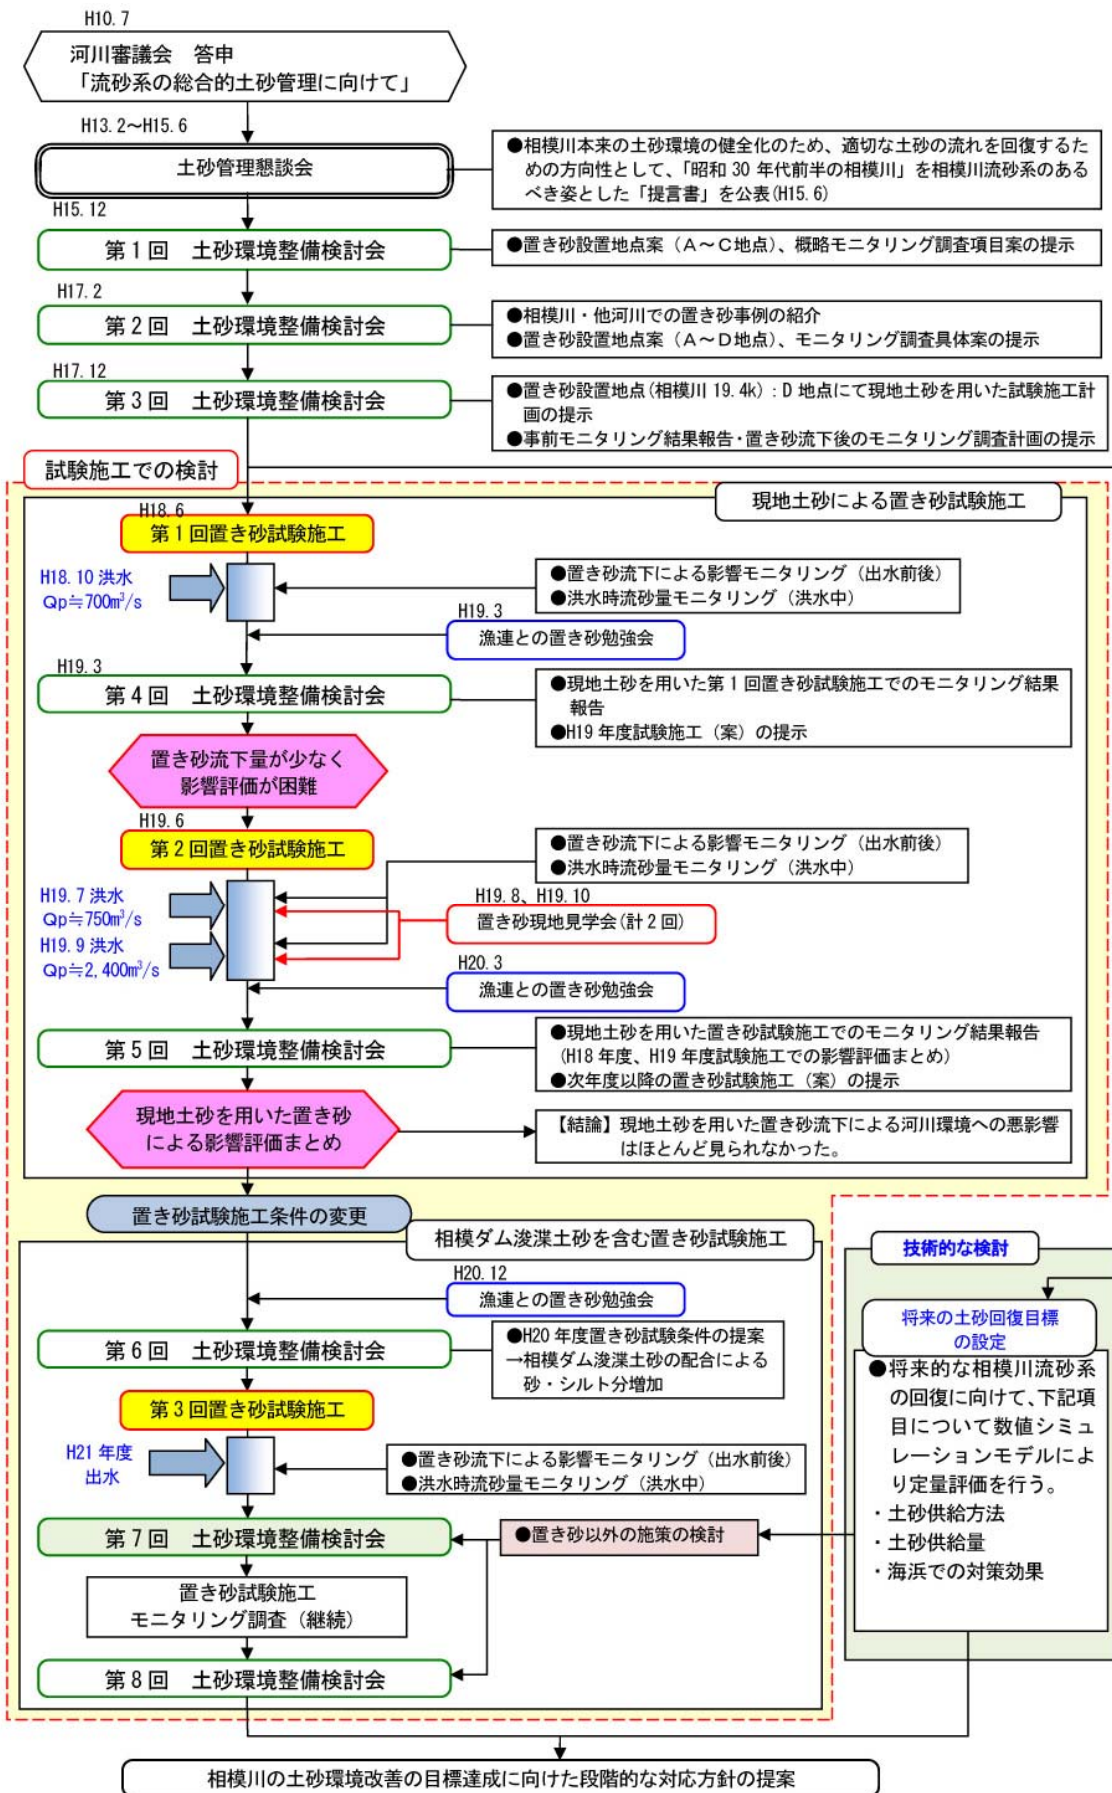 H10.7
河川審議会　答申
「流砂系の総合的土砂管理に向けて」
H13.2～H15.6
土砂管理懇談会
●相模川本来の土砂環境の健全化のため、適切な土砂の流れを回復するた
めの方向性として、「昭和30年代前半の相模川」を相模川流砂系のある
べき姿とした「提言書」を公表(H15.6)
H15.12
第1回　土砂環境整備検討会
●置き砂設置地点案（A～C地点）、概略モニタリング調査項目案の提示
H17.2
第2回　土砂環境整備検討会
●相模川・他河川での置き砂事例の紹介
●置き砂設置地点案（A～D地点）、モニタリング調査具体案の提示
H17.12
第3回　土砂環境整備検討会
●置き砂設置地点(相模川19.4k)：D地点にて現地土砂を用いた試験施工計
画の提示
●事前モニタリング結果報告・置き砂流下後のモニタリング調査計画の提示
試験施工での検討
現地土砂による置き砂試験施工
H18.6
第1回置き砂試験施工
H18.10洪水
Qp≒700m³/s
●置き砂流下による影響モニタリング（出水前後）
●洪水時流砂量モニタリング（洪水中）
H19.3
漁連との置き砂勉強会
H19.3
第4回　土砂環境整備検討会
●現地土砂を用いた第1回置き砂試験施工でのモニタリング結果
報告
●H19年度試験施工（案）の提示
置き砂流下量が少なく
影響評価が困難
H19.6
第2回置き砂試験施工
●置き砂流下による影響モニタリング（出水前後）
●洪水時流砂量モニタリング（洪水中）
H19.7洪水
Qp≒750m³/s
H19.9洪水
Qp≒2,400m³/s
H19.8、H19.10
置き砂現地見学会(計2回)
H20.3
漁連との置き砂勉強会
第5回　土砂環境整備検討会
●現地土砂を用いた置き砂試験施工でのモニタリング結果報告
(H18年度、H19年度試験施工での影響評価まとめ)
●次年度以降の置き砂試験施工（案）の提示
現地土砂を用いた置き砂
による影響評価まとめ
【結論】現地土砂を用いた置き砂流下による河川環境への悪影響
はほとんど見られなかった。
置き砂試験施工条件の変更
相模ダム浚渫土砂を含む置き砂試験施工
H20.12
漁連との置き砂勉強会
第6回　土砂環境整備検討会
●H20年度置き砂試験条件の提案
→相模ダム浚渫土砂の配合による
砂・シルト分増加
第3回置き砂試験施工
H21年度
出水
●置き砂流下による影響モニタリング（出水前後）
●洪水時流砂量モニタリング（洪水中）
第7回　土砂環境整備検討会
●置き砂以外の施策の検討
置き砂試験施工
モニタリング調査（継続）
第8回　土砂環境整備検討会
技術的な検討
将来の土砂回復目標
の設定
●将来的な相模川流砂系
の回復に向けて、下記項
目について数値シミュ
レーションモデルによ
り定量評価を行う。
・土砂供給方法
・土砂供給量
・海浜での対策効果
相模川の土砂環境改善の目標達成に向けた段階的な対応方針の提案